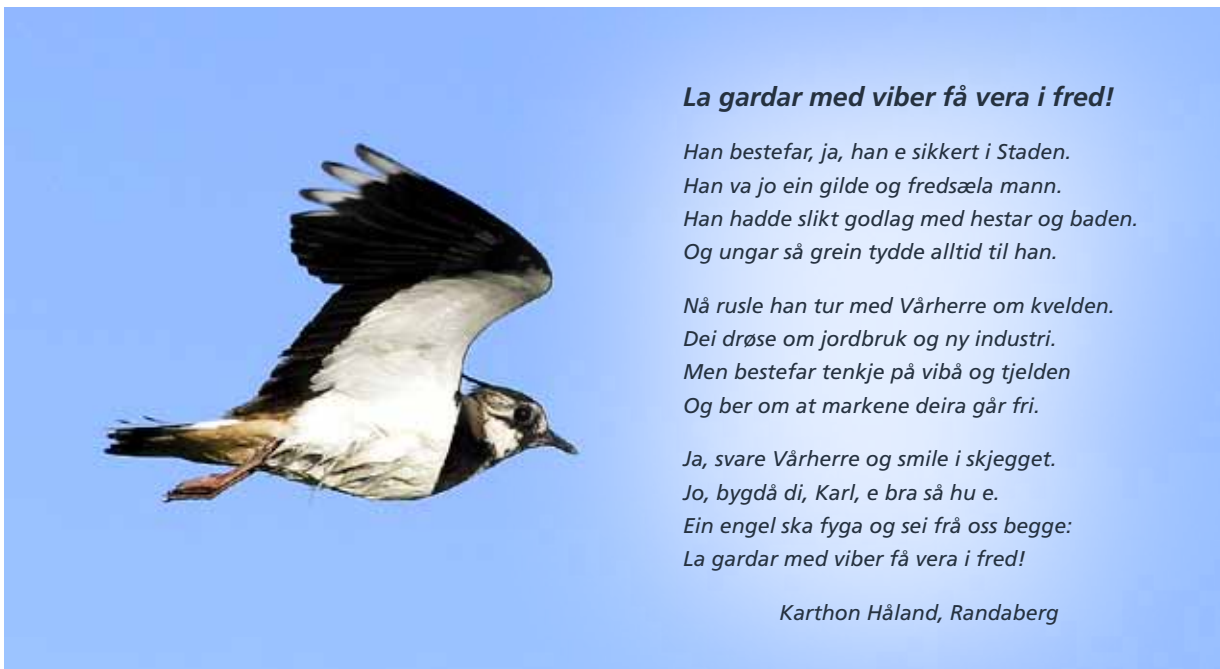 La gardar med viber få vera i fred!
Han bestefar, ja, han e sikkert i Staden.
Han va jo ein gilde og fredsæla mann.
Han hadde slikt godlag med hestar og baden.
Og ungar så grein tydde alltid til han.
Nå rusle han tur med Vårherre om kvelden.
Dei drøse om jordbruk og ny industri.
Men bestefar tenkje på vibå og tjelden
Og ber om at markene deira går fri.
Ja, svare Vårherre og smile i skjegget.
Jo, bygdå di, Karl, e bra så hu e.
Ein engel ska fyga og sei frå oss begge:
La gardar med viber få vera i fred!
Karthon Håland, Randaberg